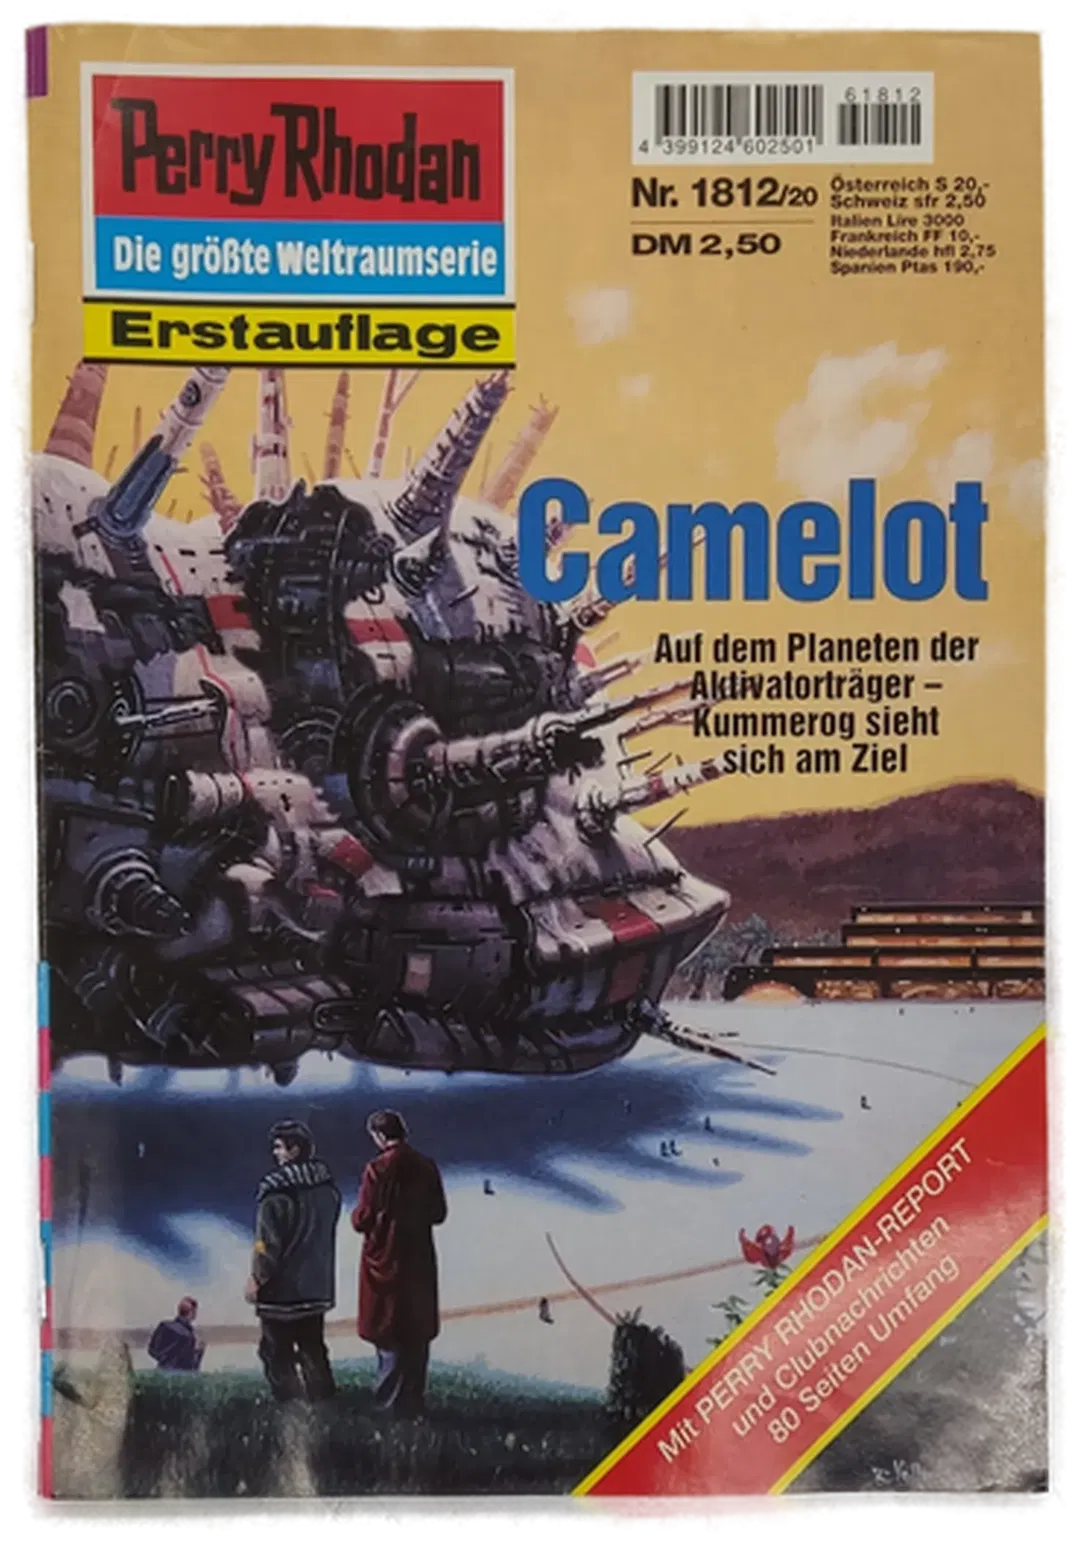 Perry Rhodan
Die größte Weltraumserie
Erstauflage
61812
4 399124 602501
Nr. 1812/20
DM 2,50
Österreich S 20,-
Schweiz sfr 2,50
Italien Lire 3000
Frankreich FF 10,-
Niederlande hfl 2,75
Spanien Ptas 190,-
Camelot
Auf dem Planeten der
Aktivatorträger –
Kummerog sieht
sich am Ziel
Mit PERRY RHODAN-REPORT
und Clubnachrichten
80 Seiten Umfang